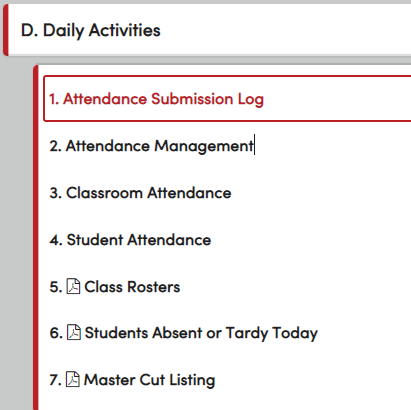 D. Daily Activities
1. Attendance Submission Log
2. Attendance Management
3. Classroom Attendance
4. Student Attendance
5. Class Rosters
6. Students Absent or Tardy Today
7. Master Cut Listing